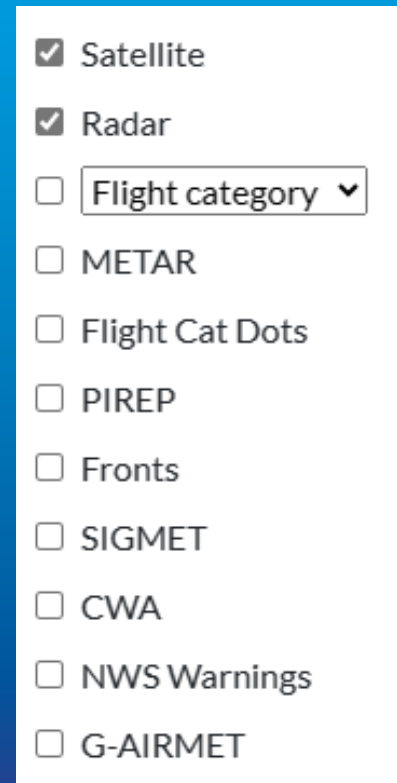 Satellite
Radar
Flight category
METAR
Flight Cat Dots
PIREP
Fronts
SIGMET
CWA
NWS Warnings
G-AIRMET